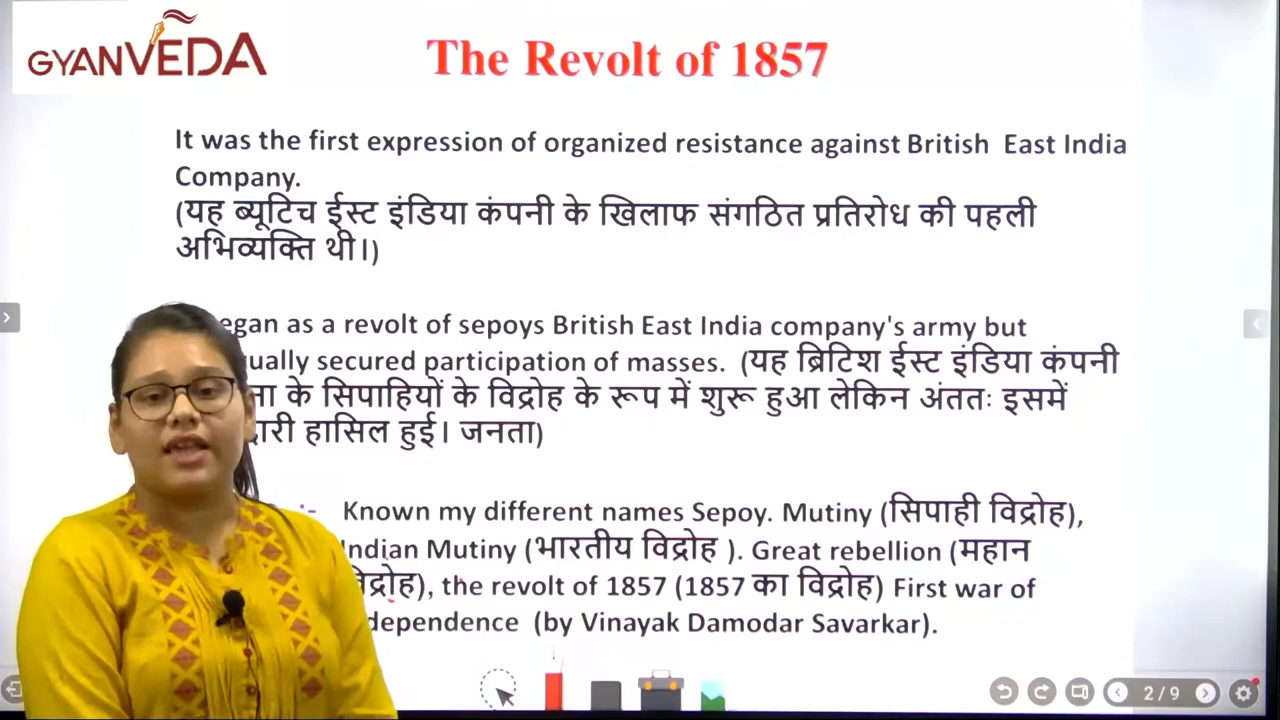 GYANVEDA
The Revolt of 1857
It was the first expression of organized resistance against British East India
Company.
(यह ब्यूटिच ईस्ट इंडिया कंपनी के खिलाफ संगठित प्रतिरोध की पहली
अभिव्यक्ति थी।)
egan as a revolt of sepoys British East India company's army but
ually secured participation of masses. (यह ब्रिटिश ईस्ट इंडिया कंपनी
ना के सिपाहियों के विद्रोह के रूप में शुरू हुआ लेकिन अंततः इसमें
दारी हासिल हुई। जनता)
:- Known my different names Sepoy. Mutiny (सिपाही विद्रोह),
Indian Mutiny (भारतीय विद्रोह ). Great rebellion (महान
विद्रोह), the revolt of 1857 (1857 का विद्रोह) First war of
dependence (by Vinayak Damodar Savarkar).
2/9